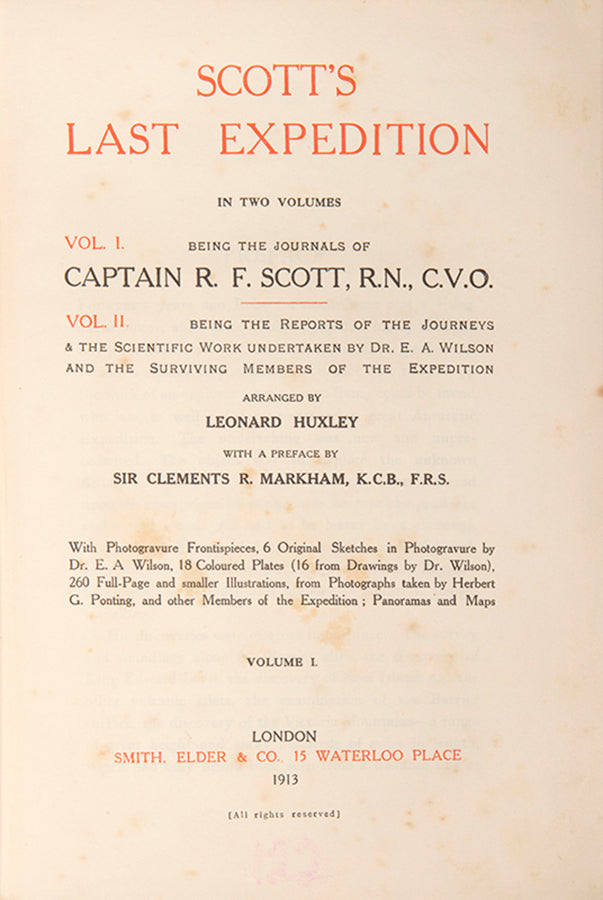 SCOTT'S
LAST EXPEDITION
IN TWO VOLUMES
VOL. I. BEING THE JOURNALS OF
CAPTAIN R. F. SCOTT, R.N., C.V.O.
VOL. II. BEING THE REPORTS OF THE JOURNEYS
& THE SCIENTIFIC WORK UNDERTAKEN BY DR. E. A. WILSON
AND THE SURVIVING MEMBERS OF THE EXPEDITION
ARRANGED BY
LEONARD HUXLEY
WITH A PREFACE BY
SIR CLEMENTS R. MARKHAM, K.C.B., F.R.S.
With Photogravure Frontispieces, 6 Original Sketches in Photogravure by
Dr. E. A Wilson, 18 Coloured Plates (16 from Drawings by Dr. Wilson),
260 Full-Page and smaller Illustrations, from Photographs taken by Herbert
G. Ponting, and other Members of the Expedition; Panoramas and Maps
VOLUME I.
LONDON
SMITH, ELDER & CO., 15 WATERLOO PLACE
1913
[All rights reserved]